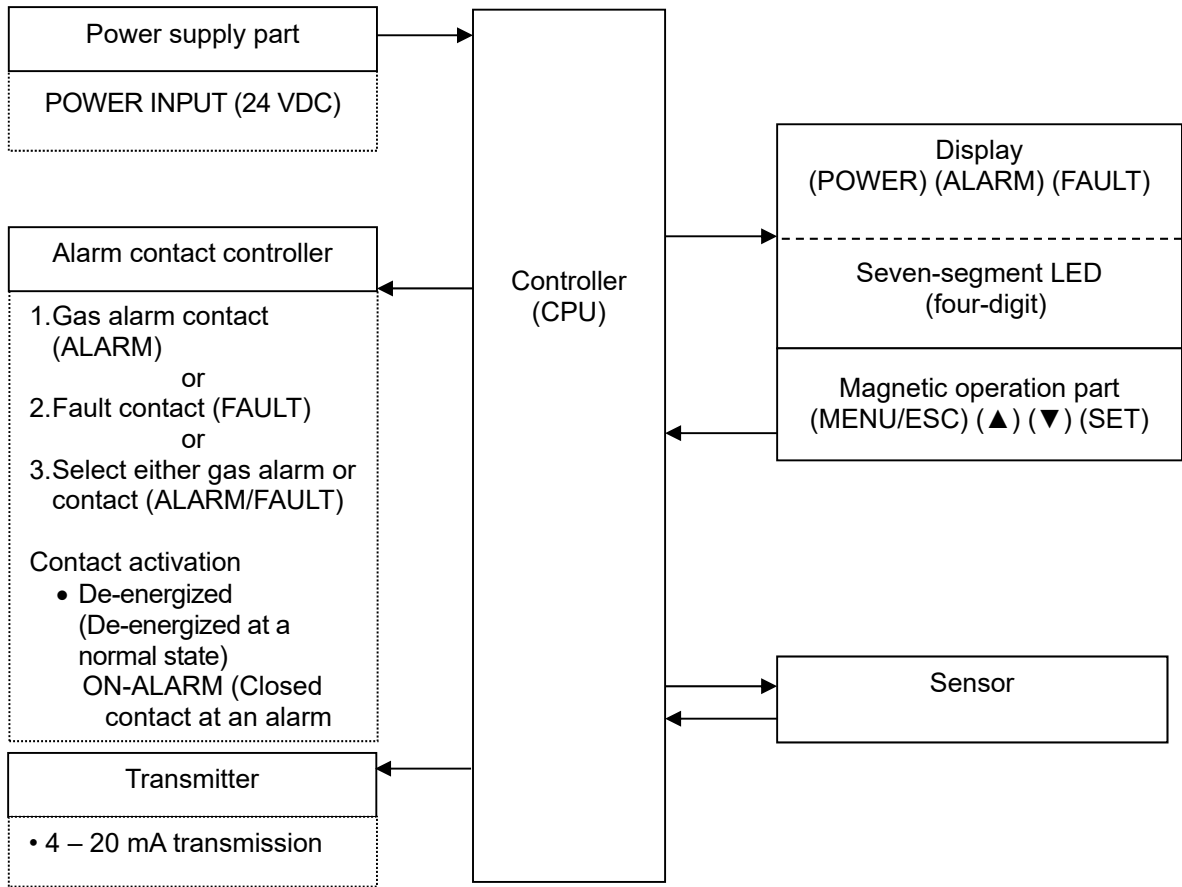 Power supply part
POWER INPUT (24 VDC)
Alarm contact controller
1.Gas alarm contact
(ALARM)
or
2.Fault contact (FAULT)
or
3.Select either gas alarm or
contact (ALARM/FAULT)
Contact activation
• De-energized
(De-energized at a
normal state)
ON-ALARM (Closed
contact at an alarm
Transmitter
• 4 – 20 mA transmission
Controller
(CPU)
Display
(POWER) (ALARM) (FAULT)
Seven-segment LED
(four-digit)
Magnetic operation part
(MENU/ESC) (▲) (▼) (SET)
Sensor